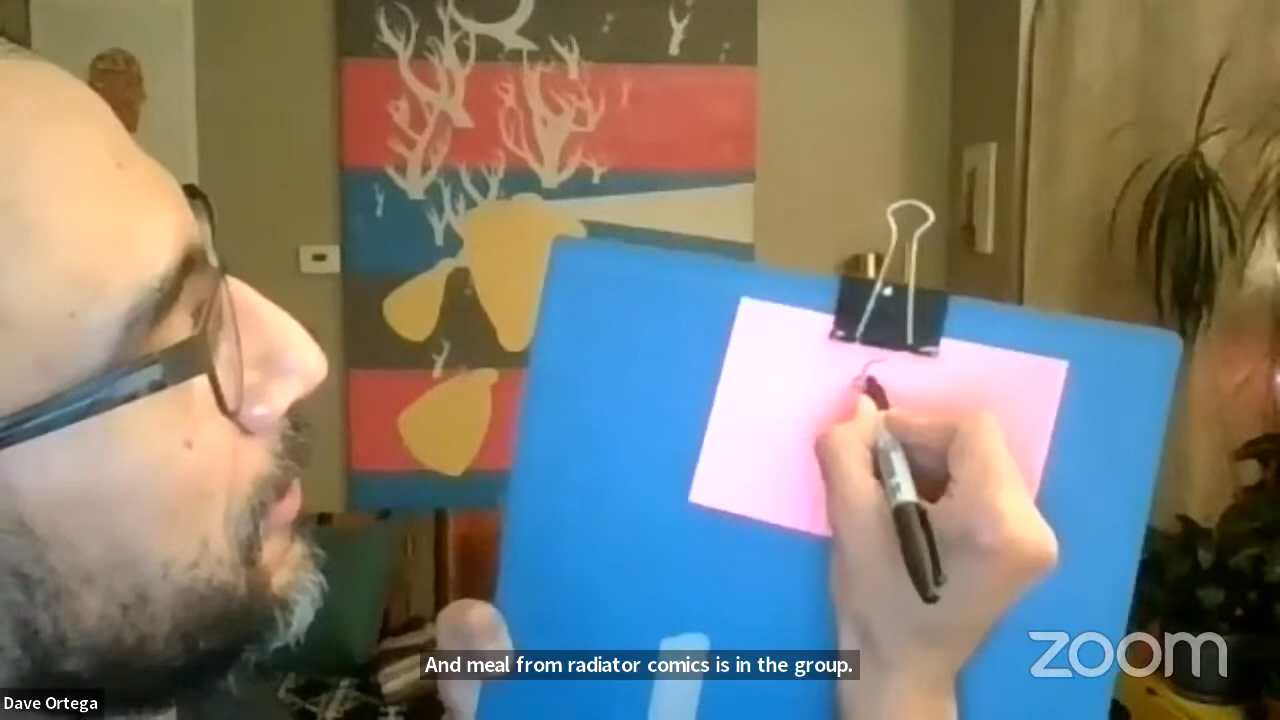 And meal from radiator comics is in the group.
zoom
Dave Ortega